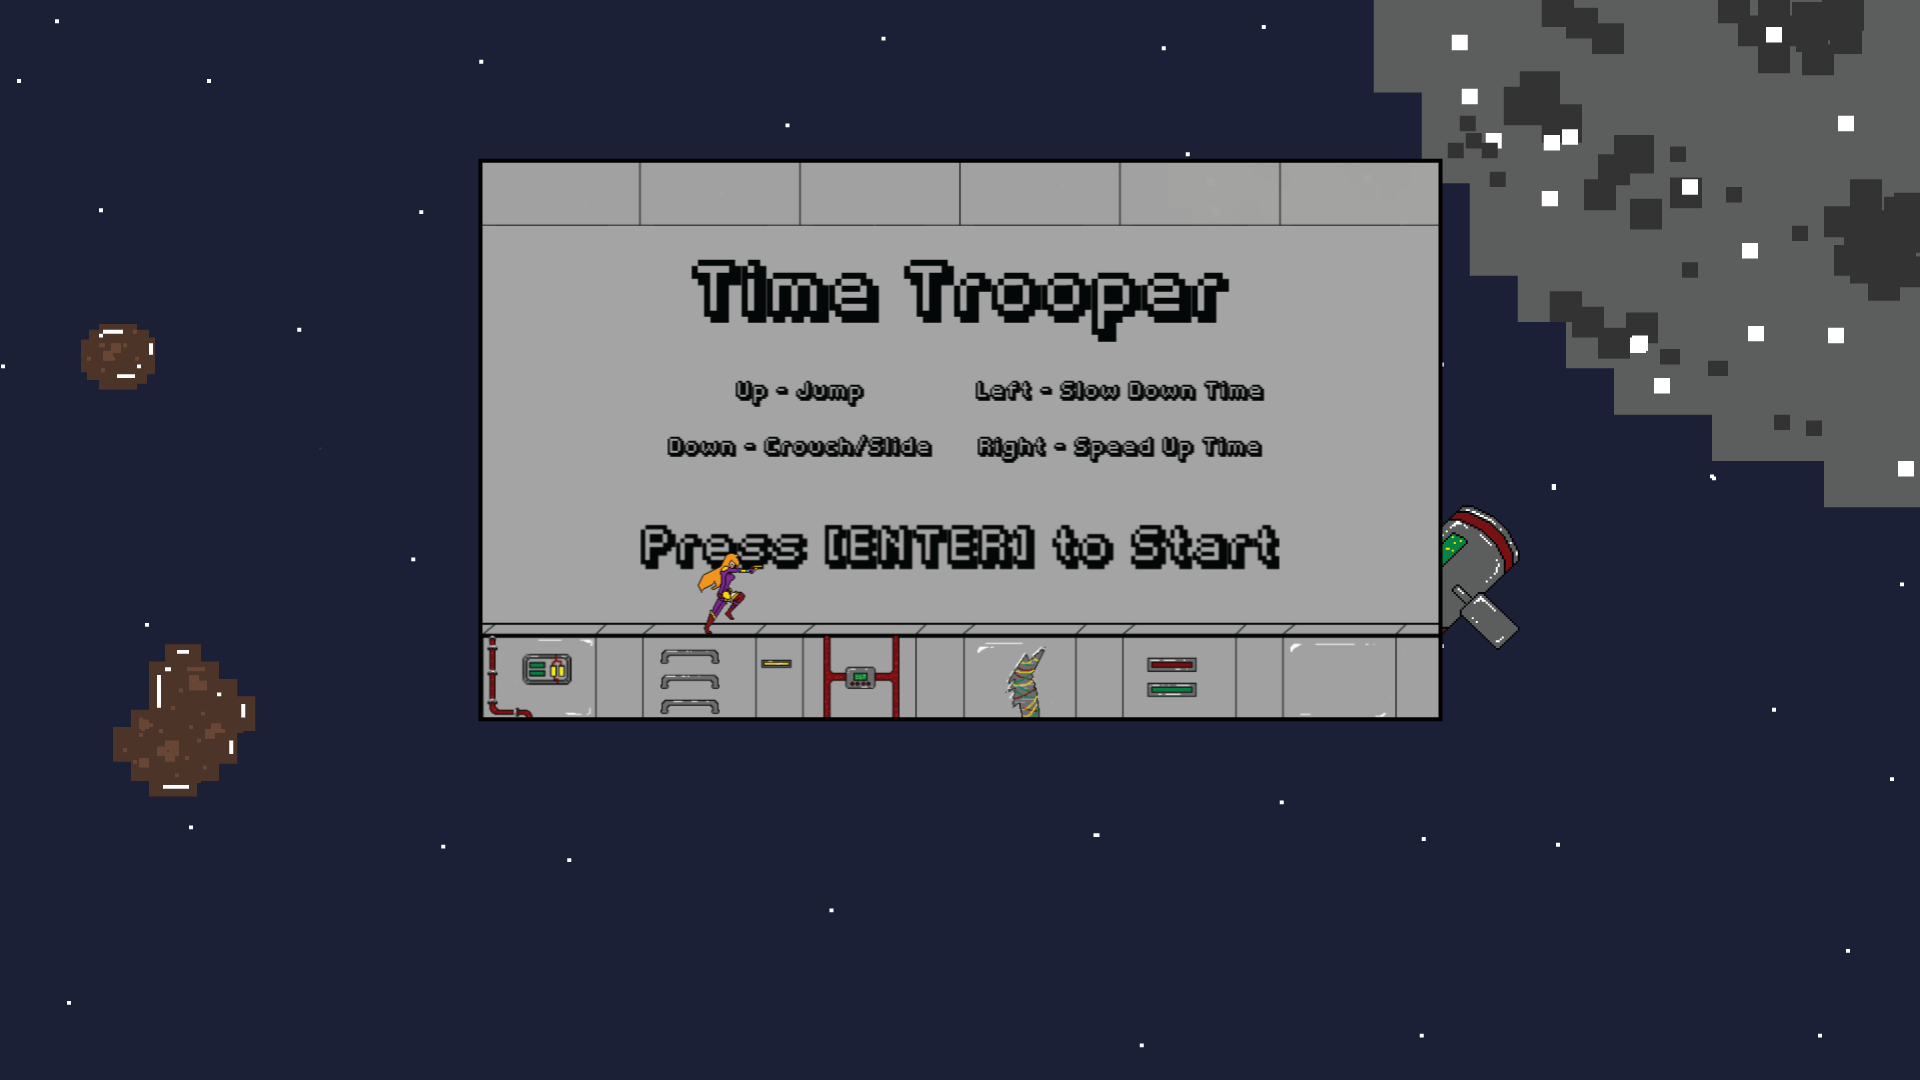 Time Trooper
Up - Jump
Left - Slow Down Time
Down - Crouch/Slide
Right - Speed Up Time
Press [ENTER] to Start